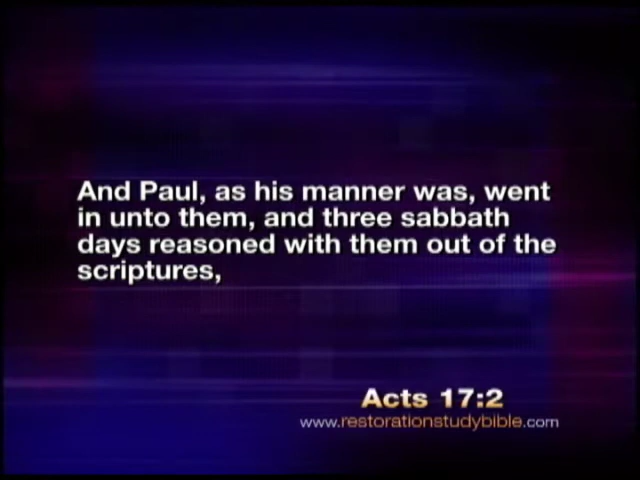 And Paul, as his manner was, went
in unto them, and three sabbath
days reasoned with them out of the
scriptures,
Acts 17:2
www.restorationstudybible.com